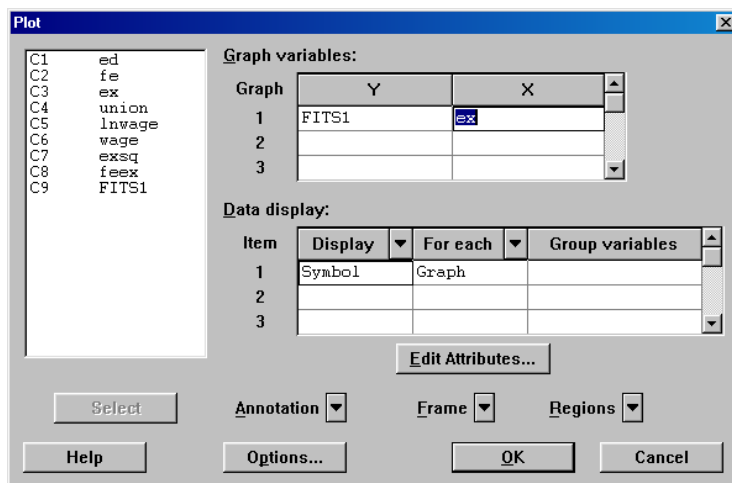 Plot
C1 ed
C2 fe
C3 ex
C4 union
C5 lnwage
C6 wage
C7 exsq
C8 feex
C9 FITS1
Graph variables:
Graph Y X
1 FITS1 ex
2
3
Data display:
Item Display For each Group variables
1 Symbol Graph
2
3
Edit Attributes...
Select Annotation Frame Regions
Help Options... OK Cancel